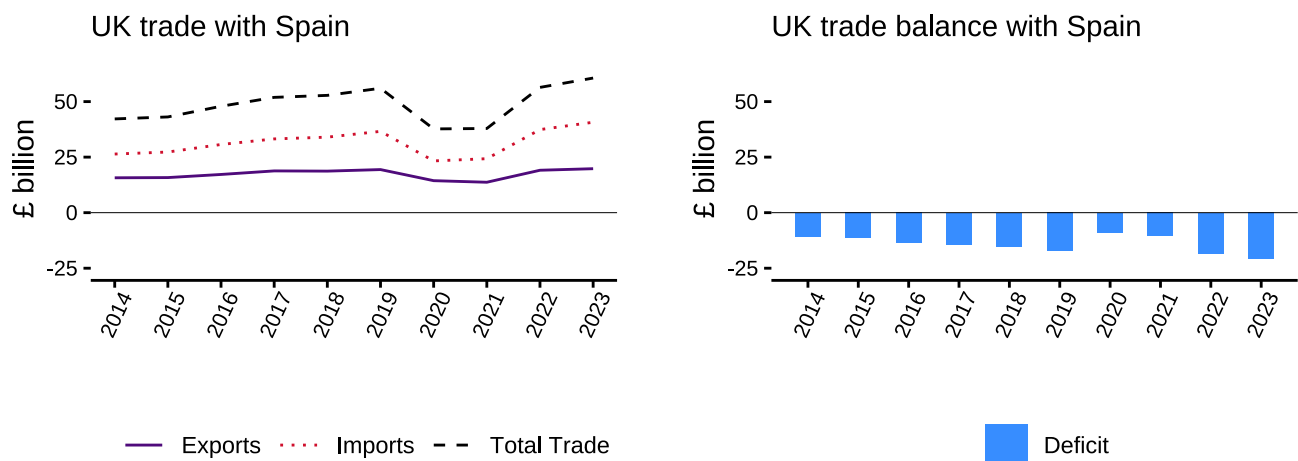 UK trade with Spain
£ billion
50
25
0
-25
2014 2015 2016 2017 2018 2019 2020 2021 2022 2023
Exports Imports Total Trade
UK trade balance with Spain
£ billion
50
25
0
-25
2014 2015 2016 2017 2018 2019 2020 2021 2022 2023
Deficit